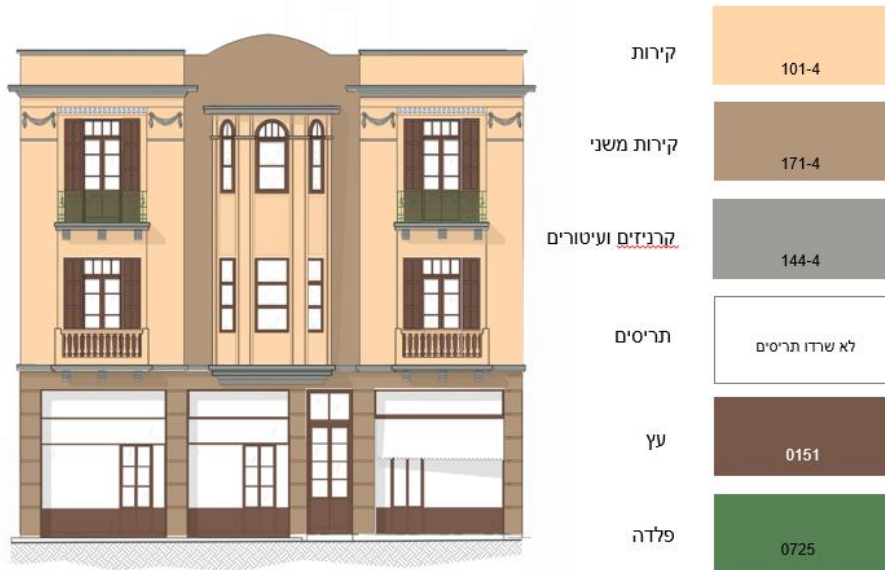 קירות
101-4
קירות משני
171-4
קרניזים ועיטורים
144-4
תריסים
לא שרדו תריסים
עץ
0151
פלדה
0725